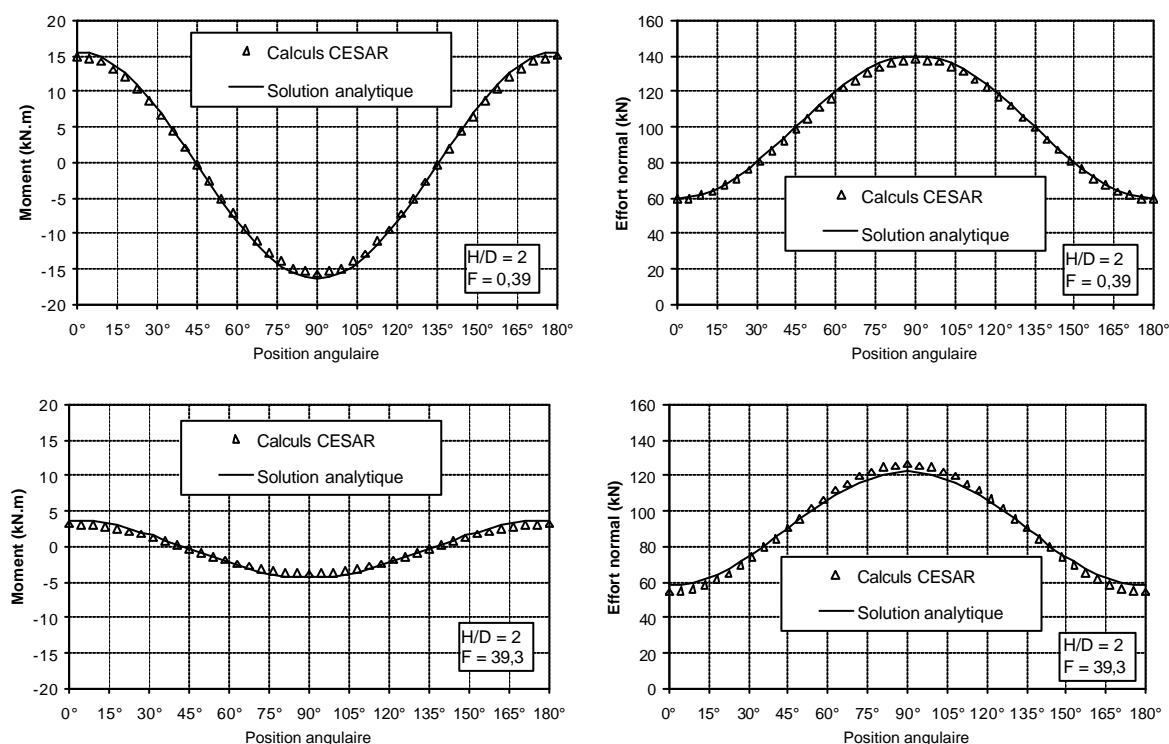 20
15
10
5
0
-5
-10
-15
-20
Moment (kN.m)
Calculs CESAR
Solution analytique
H/D = 2
F = 0,39
0° 15° 30° 45° 60° 75° 90° 105° 120° 135° 150° 165° 180°
Position angulaire
160
140
120
100
80
60
40
20
0
Effort normal (kN)
Calculs CESAR
Solution analytique
H/D = 2
F = 0,39
0° 15° 30° 45° 60° 75° 90° 105° 120° 135° 150° 165° 180°
Position angulaire
20
15
10
5
0
-5
-10
-15
-20
Moment (kN.m)
Calculs CESAR
Solution analytique
H/D = 2
F = 39,3
0° 15° 30° 45° 60° 75° 90° 105° 120° 135° 150° 165° 180°
Position angulaire
160
140
120
100
80
60
40
20
0
Effort normal (kN)
Calculs CESAR
Solution analytique
H/D = 2
F = 39,3
0° 15° 30° 45° 60° 75° 90° 105° 120° 135° 150° 165° 180°
Position angulaire